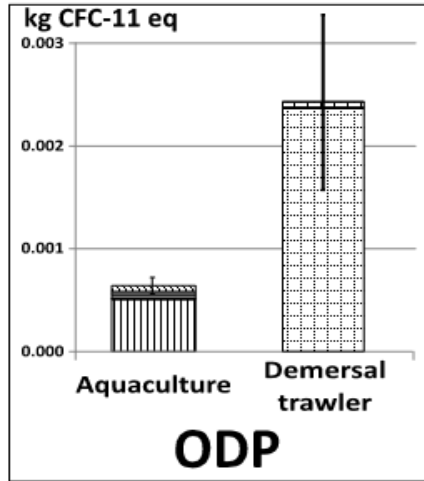 kg CFC-11 eq
0.003
0.002
0.001
0.000
Aquaculture
Demersal
trawler
ODP